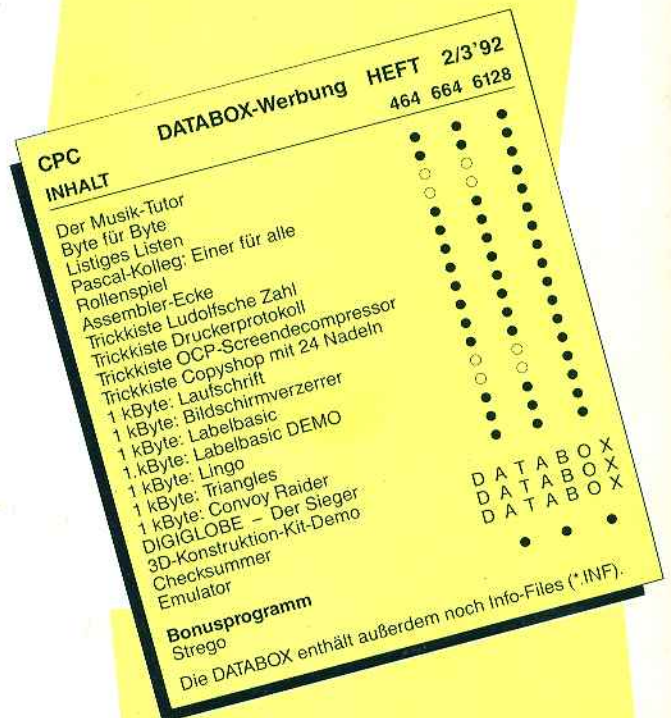 CPC DATABOX-Werbung HEFT 2/3'92
INHALT 464 664 6128
Der Musik-Tutor
Byte für Byte
Listiges Listen
Pascal-Kolleg: Einer für alle
Rollenspiel
Assembler-Ecke
Trickkiste Ludolfsche Zahl
Trickkiste Druckerprotokoll
Trickkiste OCP-Screendecompressor
Trickkiste Copyshop mit 24 Nadeln
1 kByte: Laufschrift
1 kByte: Bildschirmverzerrer
1 kByte: Labelbasic
1.kByte: Labelbasic DEMO
1 kByte: Lingo
1 kByte: Triangles
1 kByte: Convoy Raider
DIGIGLOBE – Der Sieger
3D-Konstruktion-Kit-Demo D A T A B O X
Checksummer D A T A B O X
Emulator D A T A B O X
Bonusprogramm
Strego
Die DATABOX enthält außerdem noch Info-Files (*.INF).